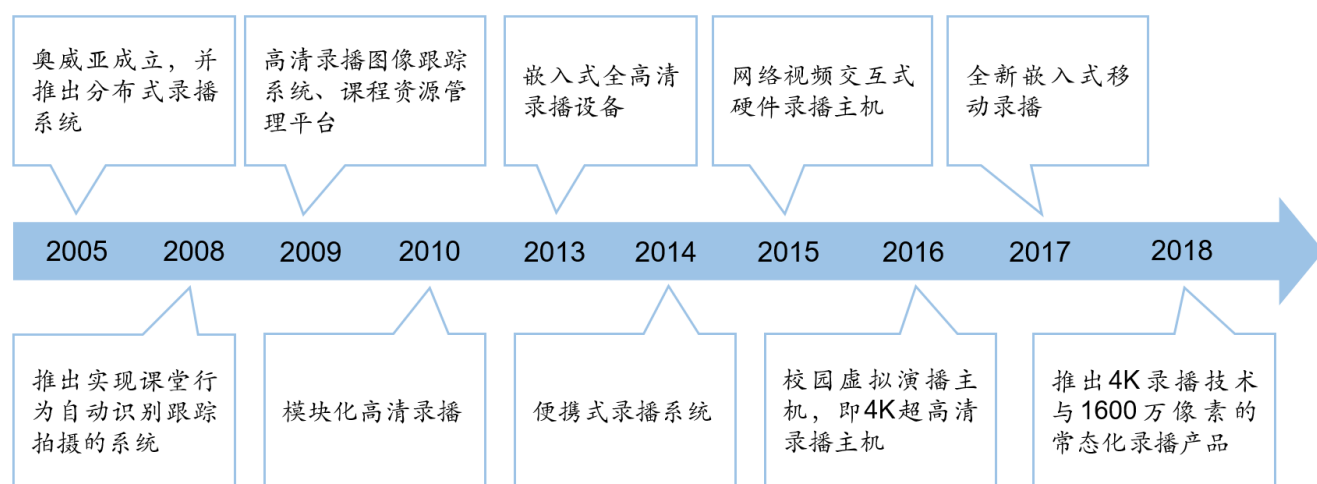 奥威亚成立，并
推出分布式录播
系统
高清录播图像跟踪
系统、课程资源管
理平台
嵌入式全高清
录播设备
网络视频交互式
硬件录播主机
全新嵌入式移
动录播
2005 2008 2009 2010 2013 2014 2015 2016 2017 2018
推出实现课堂行
为自动识别跟踪
拍摄的系统
模块化高清录播
便携式录播系统
校园虚拟演播主
机，即4K超高清
录播主机
推出4K录播技术
与1600万像素的
常态化录播产品